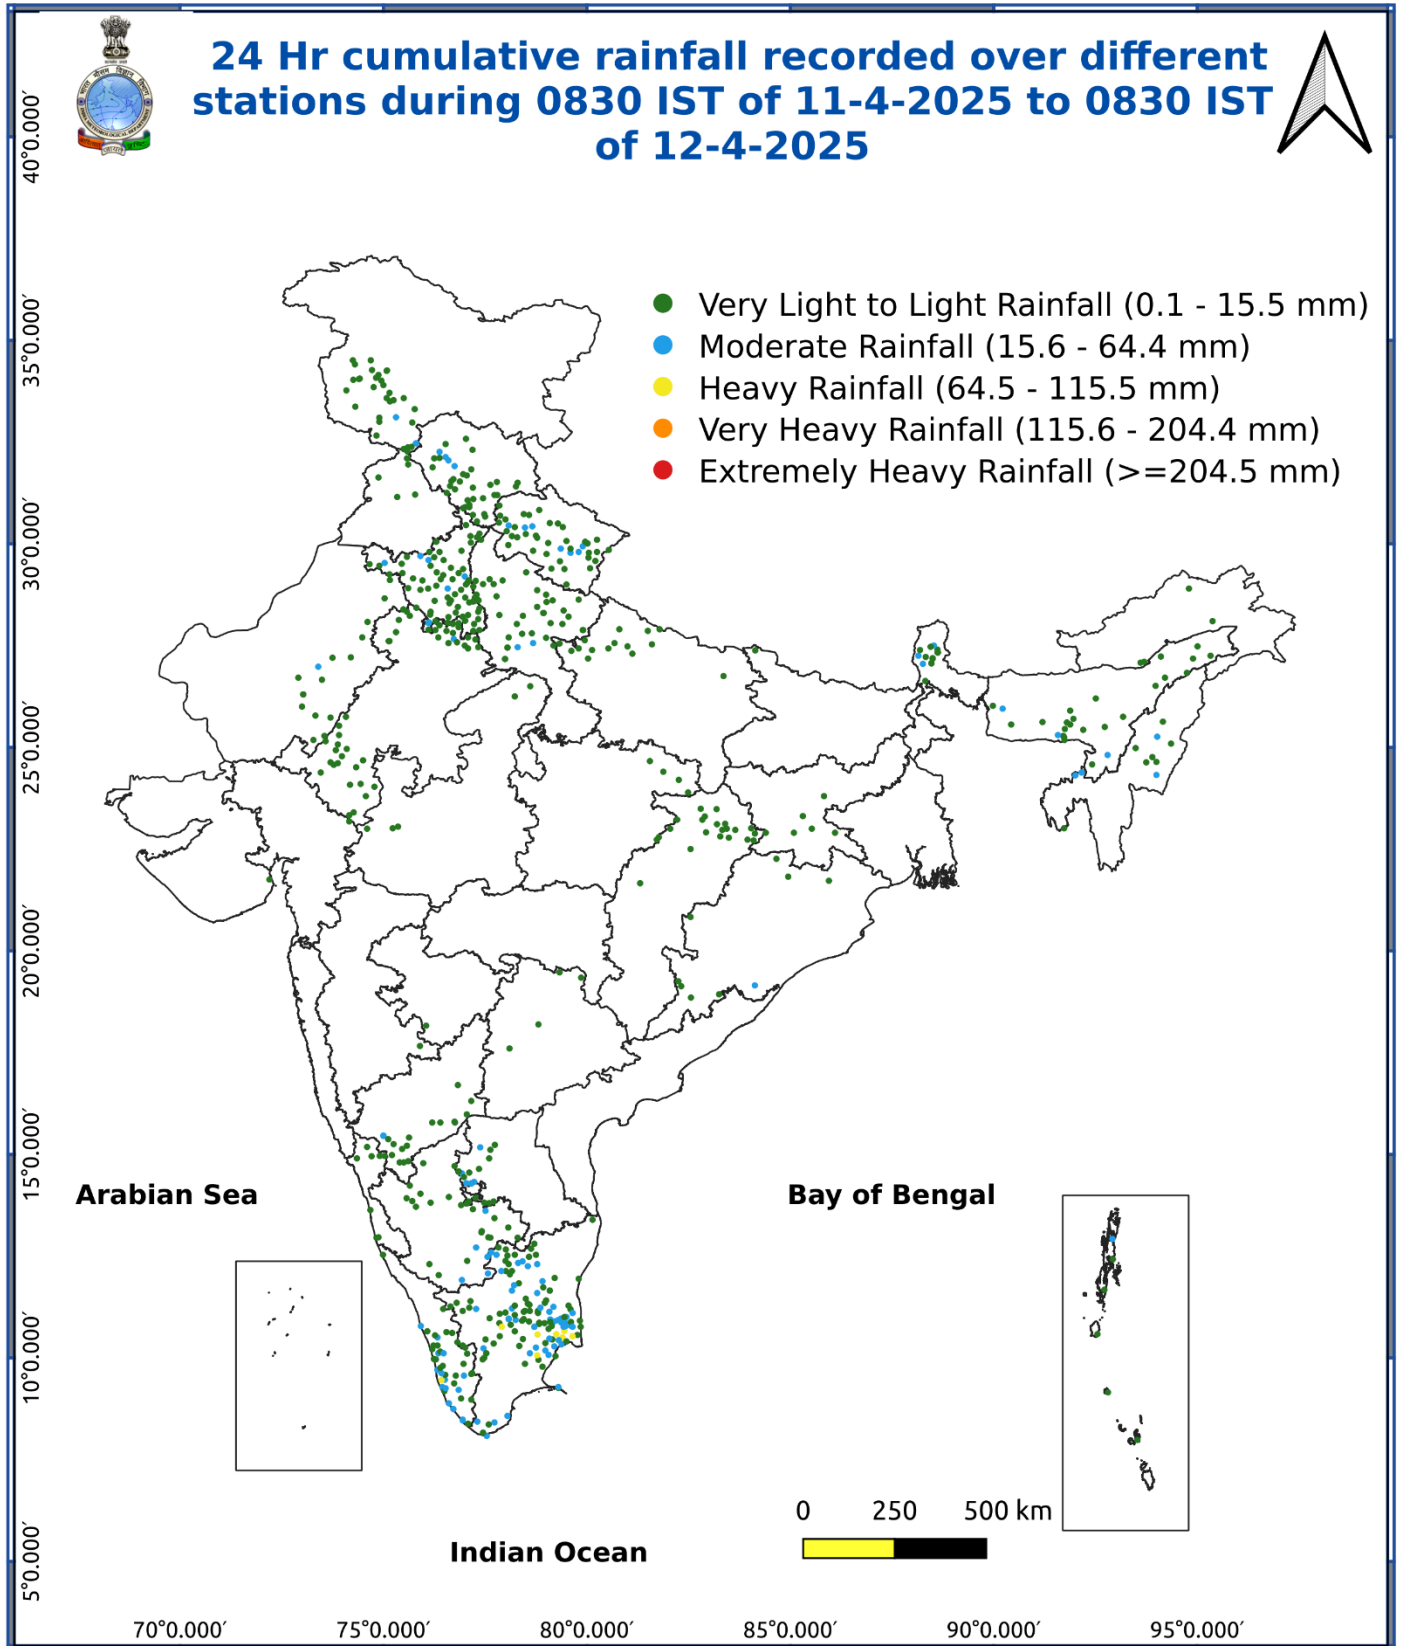 24 Hr cumulative rainfall recorded over different
stations during 0830 IST of 11-4-2025 to 0830 IST
of 12-4-2025
Very Light to Light Rainfall (0.1 - 15.5 mm)
Moderate Rainfall (15.6 - 64.4 mm)
Heavy Rainfall (64.5 - 115.5 mm)
Very Heavy Rainfall (115.6 - 204.4 mm)
Extremely Heavy Rainfall (>=204.5 mm)
40°0.000′
35°0.000′
30°0.000′
25°0.000′
20°0.000′
15°0.000′
10°0.000′
5°0.000′
Arabian Sea
Bay of Bengal
Indian Ocean
0 250 500 km
70°0.000′ 75°0.000′ 80°0.000′ 85°0.000′ 90°0.000′ 95°0.000′